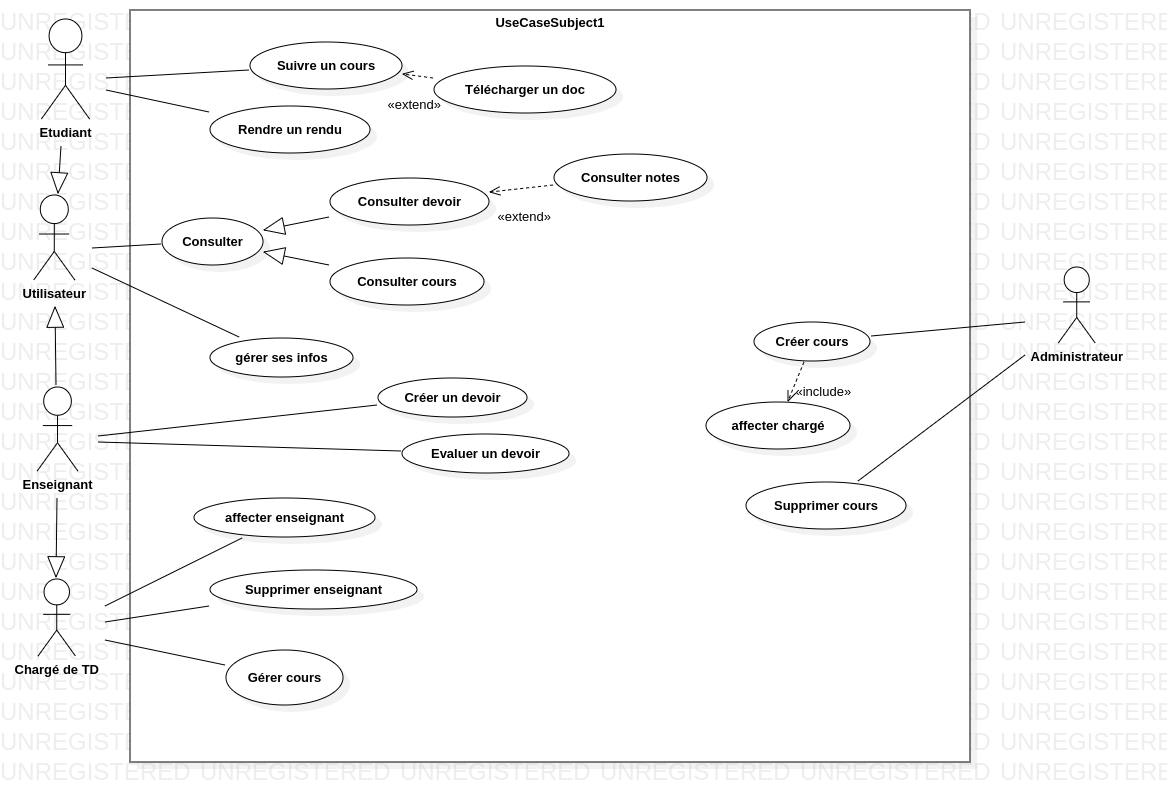 UseCaseSubject1
Suivre un cours
Télécharger un doc
«extend»
Rendre un rendu
Etudiant
Consulter notes
Consulter devoir
«extend»
Consulter
Consulter cours
Utilisateur
gérer ses infos
Créer cours
Administrateur
«include»
Créer un devoir
affecter chargé
Evaluer un devoir
Enseignant
Supprimer cours
affecter enseignant
Supprimer enseignant
Chargé de TD
Gérer cours
UNREGISTERED UNREGISTERED UNREGISTERED UNREGISTERED UNREGISTERED UNREGISTERE